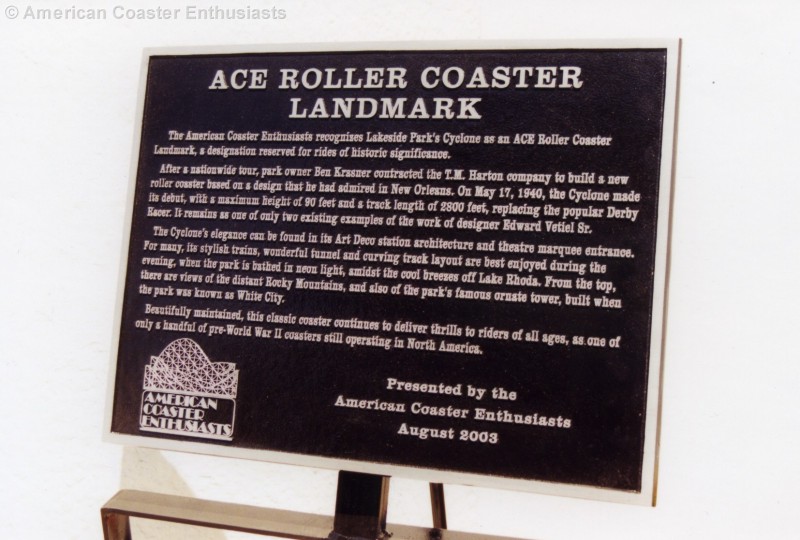 © American Coaster Enthusiasts
ACE ROLLER COASTER
LANDMARK
The American Coaster Enthusiasts recognizes Lakeside Park's Cyclone as an ACE Roller Coaster
Landmark, a designation reserved for rides of historic significance.
After a nationwide tour, park owner Ben Krasner contracted the T.M. Harton company to build a new
roller coaster based on a design that he had admired in New Orleans. On May 17, 1940, the Cyclone made
its debut, with a maximum height of 90 feet and a track length of 2800 feet, replacing the popular Derby
Racer. It remains as one of only two existing examples of the work of designer Edward Vettel Sr.
The Cyclone's elegance can be found in its Art Deco station architecture and theatre marquee entrance.
For many, its stylish trains, wonderful tunnel and curving track layout are best enjoyed during the
evening, when the park is bathed in neon light, amidst the cool breezes off Lake Rhoda. From the top,
there are views of the distant Rocky Mountains, and also of the park's famous ornate tower, built when
the park was known as White City.
Beautifully maintained, this classic coaster continues to deliver thrills to riders of all ages, as one of
only a handful of pre-World War II coasters still operating in North America.
AMERICAN
COASTER
ENTHUSIASTS
Presented by the
American Coaster Enthusiasts
August 2003